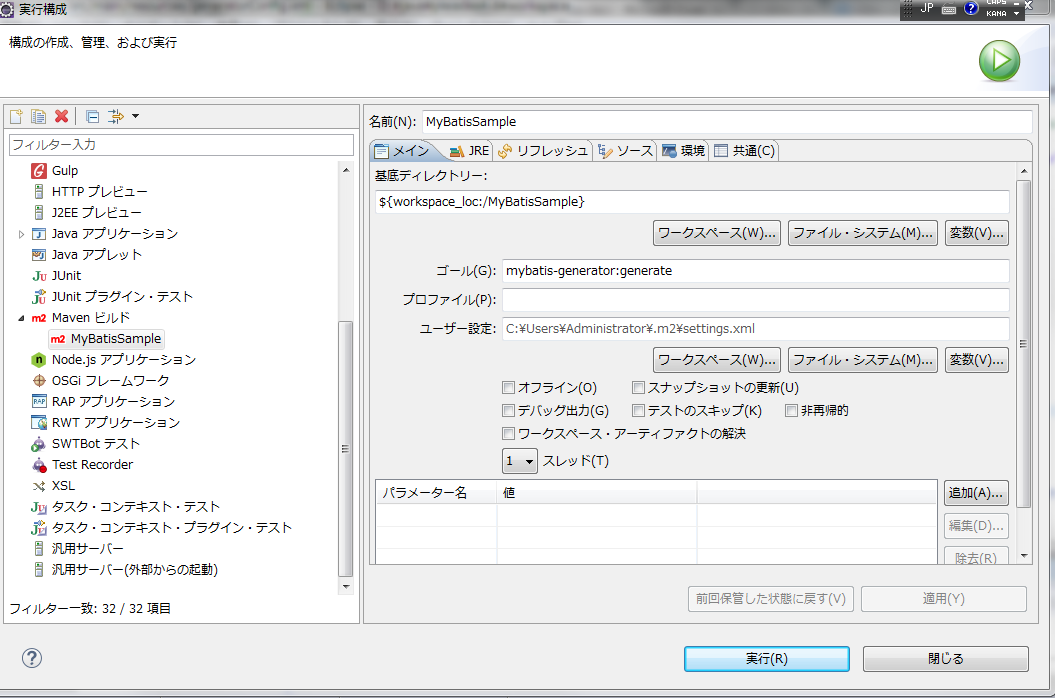 実行構成
JP
CAPS
KANA
構成の作成、管理、および実行
フィルター入力
Gulp
HTTP プレビュー
J2EE プレビュー
Java アプリケーション
Java アプレット
JUnit
JUnit プラグイン・テスト
Maven ビルド
MyBatisSample
Node.js アプリケーション
OSGi フレームワーク
RAP アプリケーション
RWT アプリケーション
SWTBot テスト
Test Recorder
XSL
タスク・コンテキスト・テスト
タスク・コンテキスト・プラグイン・テスト
汎用サーバー
汎用サーバー(外部からの起動)
フィルター一致: 32 / 32 項目
名前(N): MyBatisSample
メイン JRE リフレッシュ ソース 環境 共通(C)
基底ディレクトリー:
${workspace_loc:/MyBatisSample}
ワークスペース(W)... ファイル・システム(M)... 変数(V)...
ゴール(G): mybatis-generator:generate
プロファイル(P):
ユーザー設定: C:¥Users¥Administrator¥.m2¥settings.xml
ワークスペース(W)... ファイル・システム(M)... 変数(V)...
オフライン(O) スナップショットの更新(U)
デバッグ出力(G) テストのスキップ(K) 非再帰的
ワークスペース・アーティファクトの解決
1 スレッド(T)
パラメーター名 値 追加(A)...
編集(D)...
除去(R)
前回保管した状態に戻す(V) 適用(Y)
実行(R) 閉じる